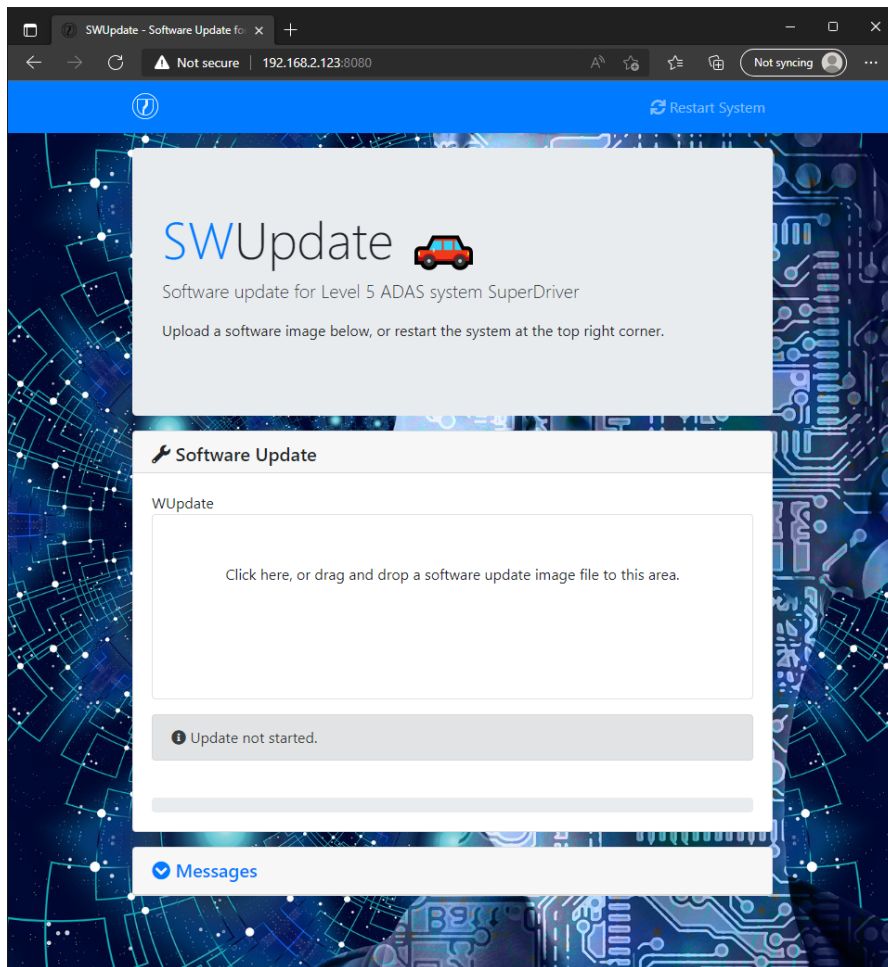 SWUpdate - Software Update fo
Not secure
192.168.2.123:8080
Not syncing
Restart System
SWUpdate
Software update for Level 5 ADAS system SuperDriver
Upload a software image below, or restart the system at the top right corner.
Software Update
WUpdate
Click here, or drag and drop a software update image file to this area.
Update not started.
Messages